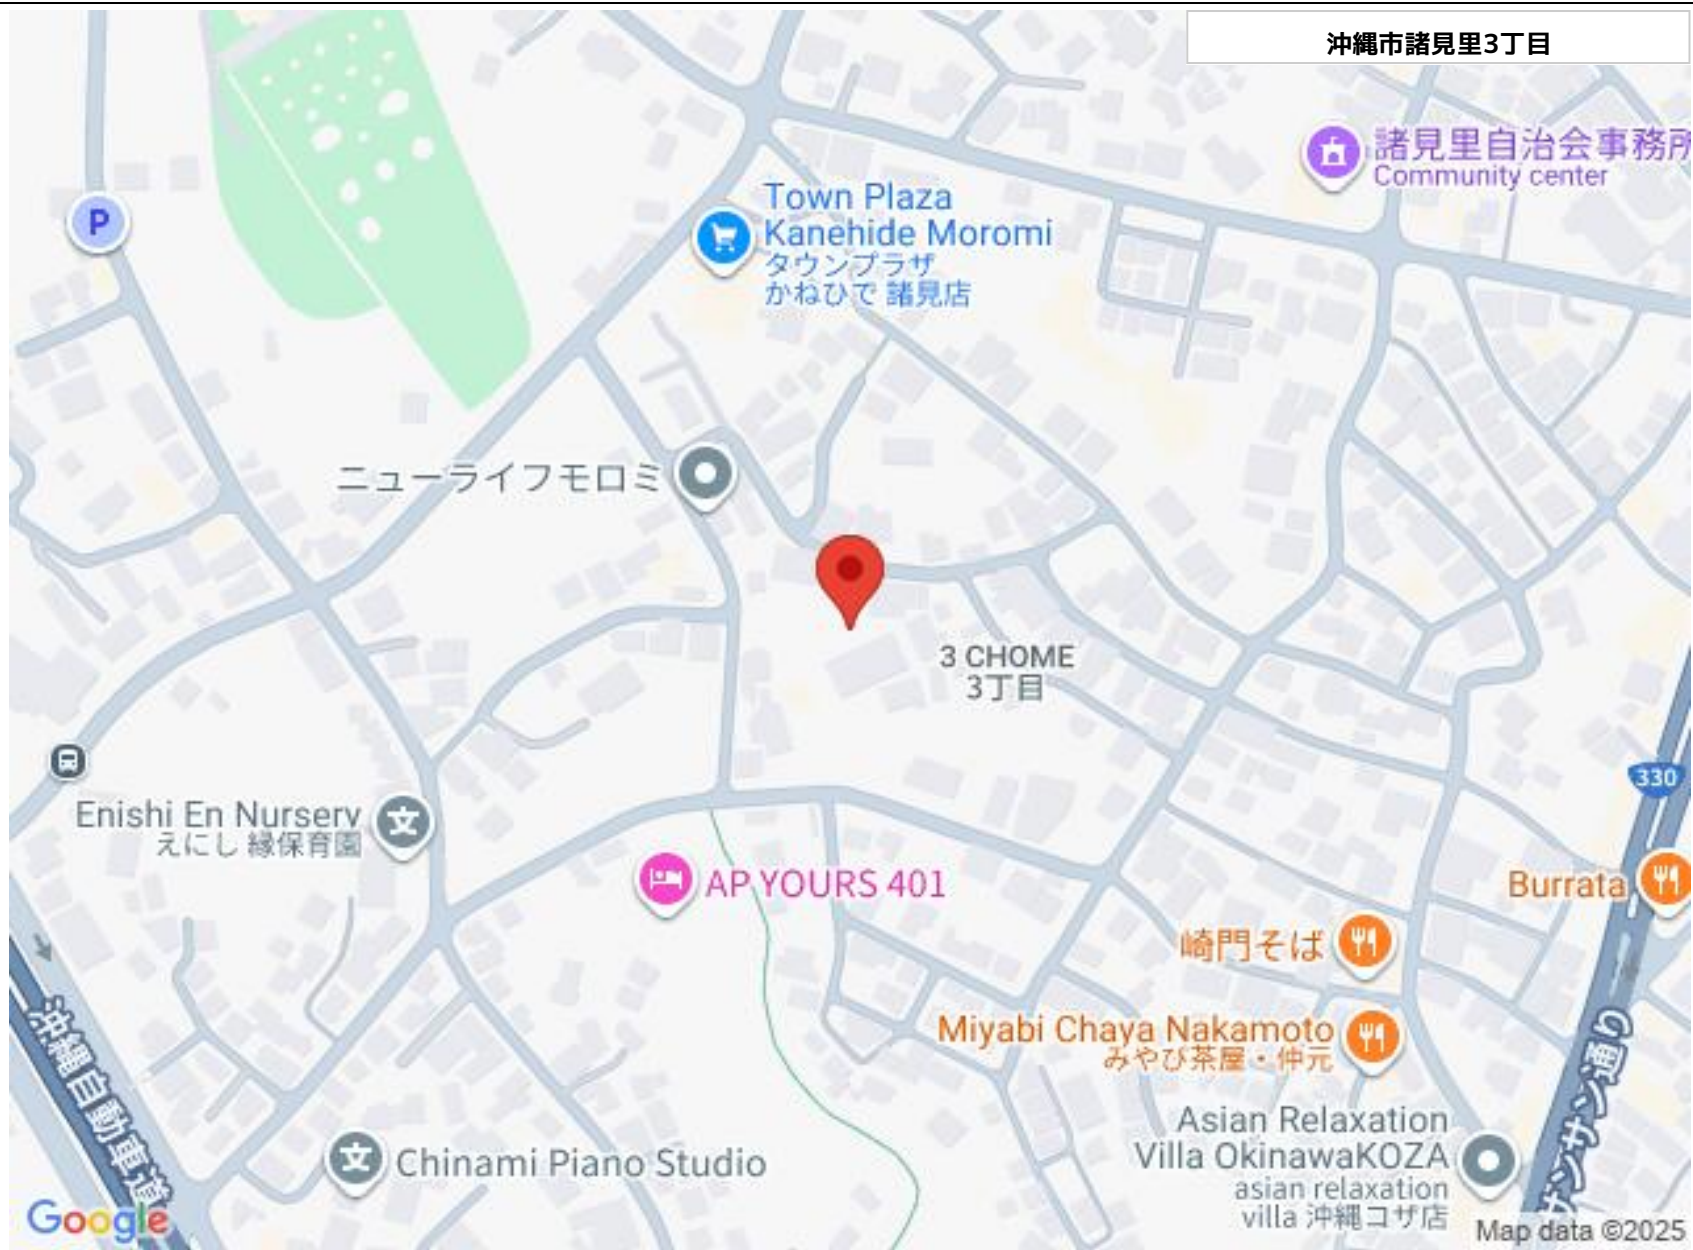 沖縄市諸見里3丁目
諸見里自治会事務所
Community center
P
Town Plaza
Kanehide Moromi
タウンプラザ
かねひで 諸見店
ニューライフモロミ
3 CHOME
3丁目
330
Enishi En Nursery
えにし 縁保育園
AP YOURS 401
Burrata
崎門そば
Miyabi Chaya Nakamoto
みやび茶屋・仲元
沖縄自動車道
Asian Relaxation
Villa OkinawaKOZA
asian relaxation
villa 沖縄コザ店
サンサン通り
Chinami Piano Studio
Google
Map data ©2025